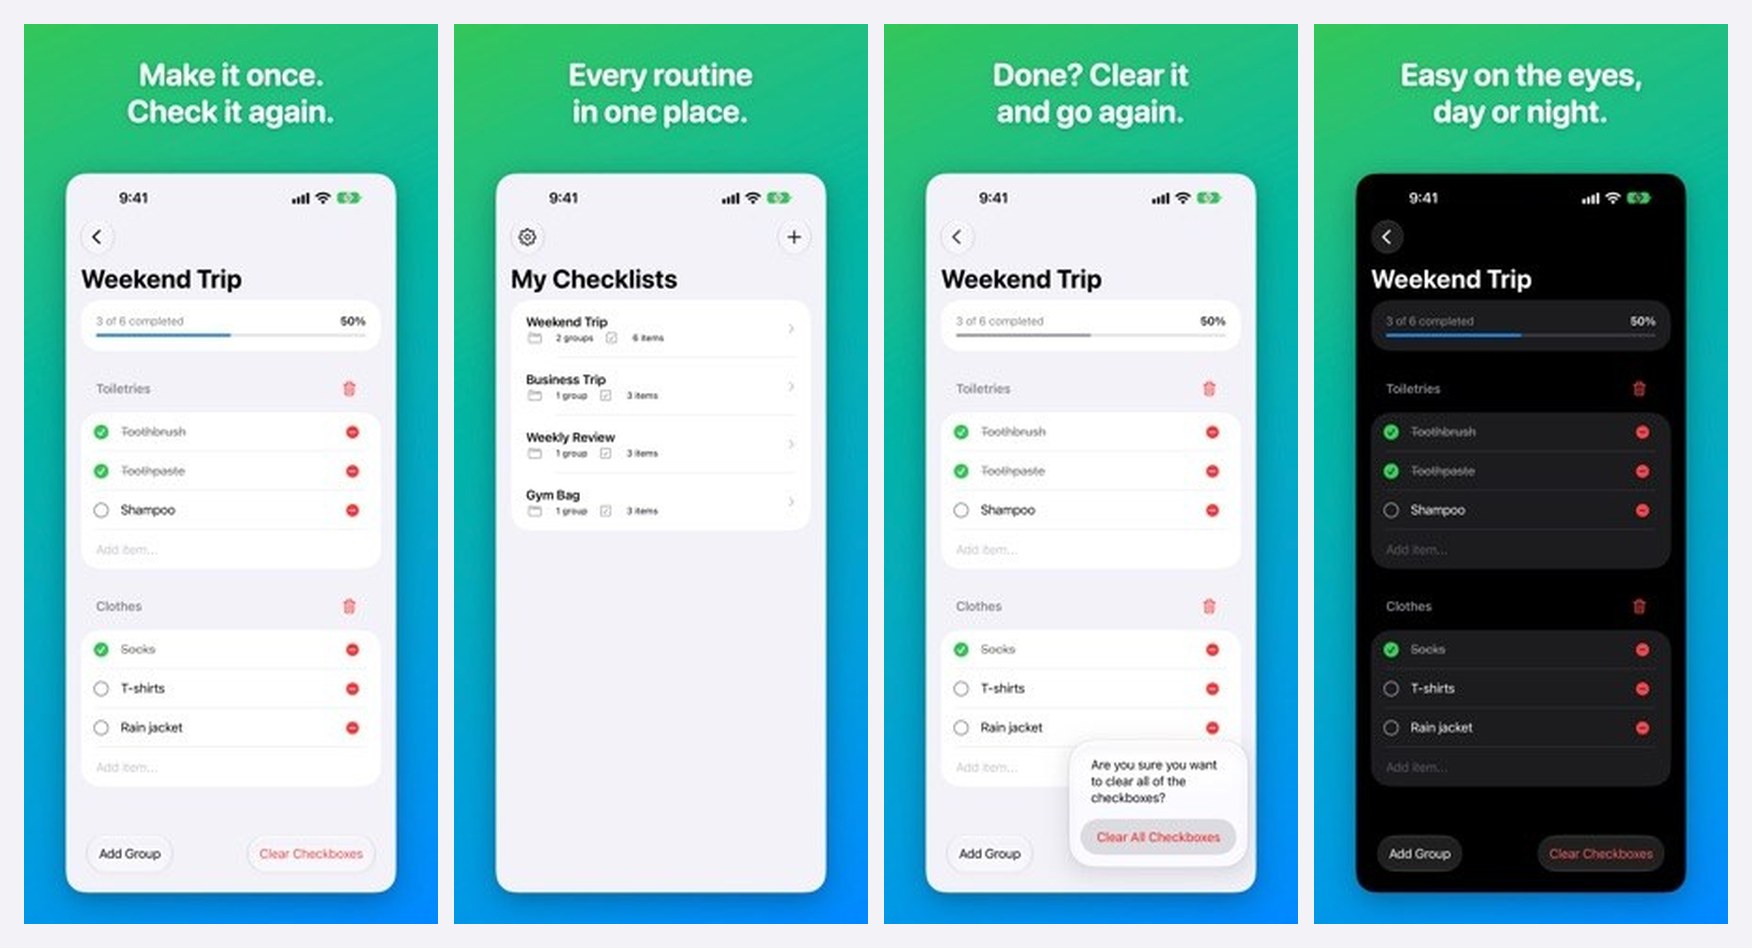 Make it once.
Check it again.
9:41
Weekend Trip
3 of 6 completed 50%
Toiletries
Toothbrush
Toothpaste
Shampoo
Add item...
Clothes
Socks
T-shirts
Rain jacket
Add item...
Add Group Clear Checkboxes
Every routine
in one place.
9:41
My Checklists
Weekend Trip
2 groups 6 items
Business Trip
1 group 3 items
Weekly Review
1 group 3 items
Gym Bag
1 group 3 items
Done? Clear it
and go again.
9:41
Weekend Trip
3 of 6 completed 50%
Toiletries
Toothbrush
Toothpaste
Shampoo
Add item...
Clothes
Socks
T-shirts
Rain jacket
Add item...
Are you sure you want
to clear all of the
checkboxes?
Clear All Checkboxes
Add Group
Easy on the eyes,
day or night.
9:41
Weekend Trip
3 of 6 completed 50%
Toiletries
Toothbrush
Toothpaste
Shampoo
Add item...
Clothes
Socks
T-shirts
Rain jacket
Add item...
Add Group Clear Checkboxes